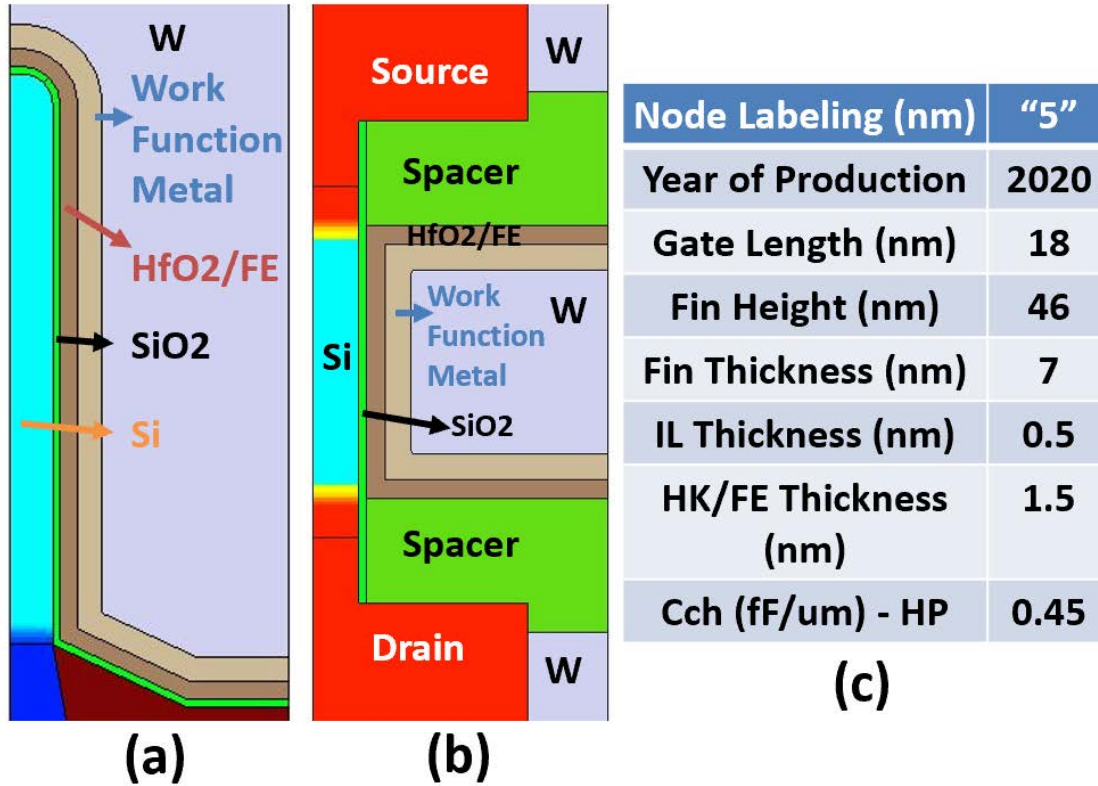 W
Work
Function
Metal
HfO2/FE
SiO2
Si
(a)
Source
W
Spacer
HfO2/FE
Work
Function
Metal
W
Si
SiO2
Spacer
Drain
W
(b)
Node Labeling (nm) “5”
Year of Production 2020
Gate Length (nm) 18
Fin Height (nm) 46
Fin Thickness (nm) 7
IL Thickness (nm) 0.5
HK/FE Thickness
(nm) 1.5
Cch (fF/um) - HP 0.45
(c)